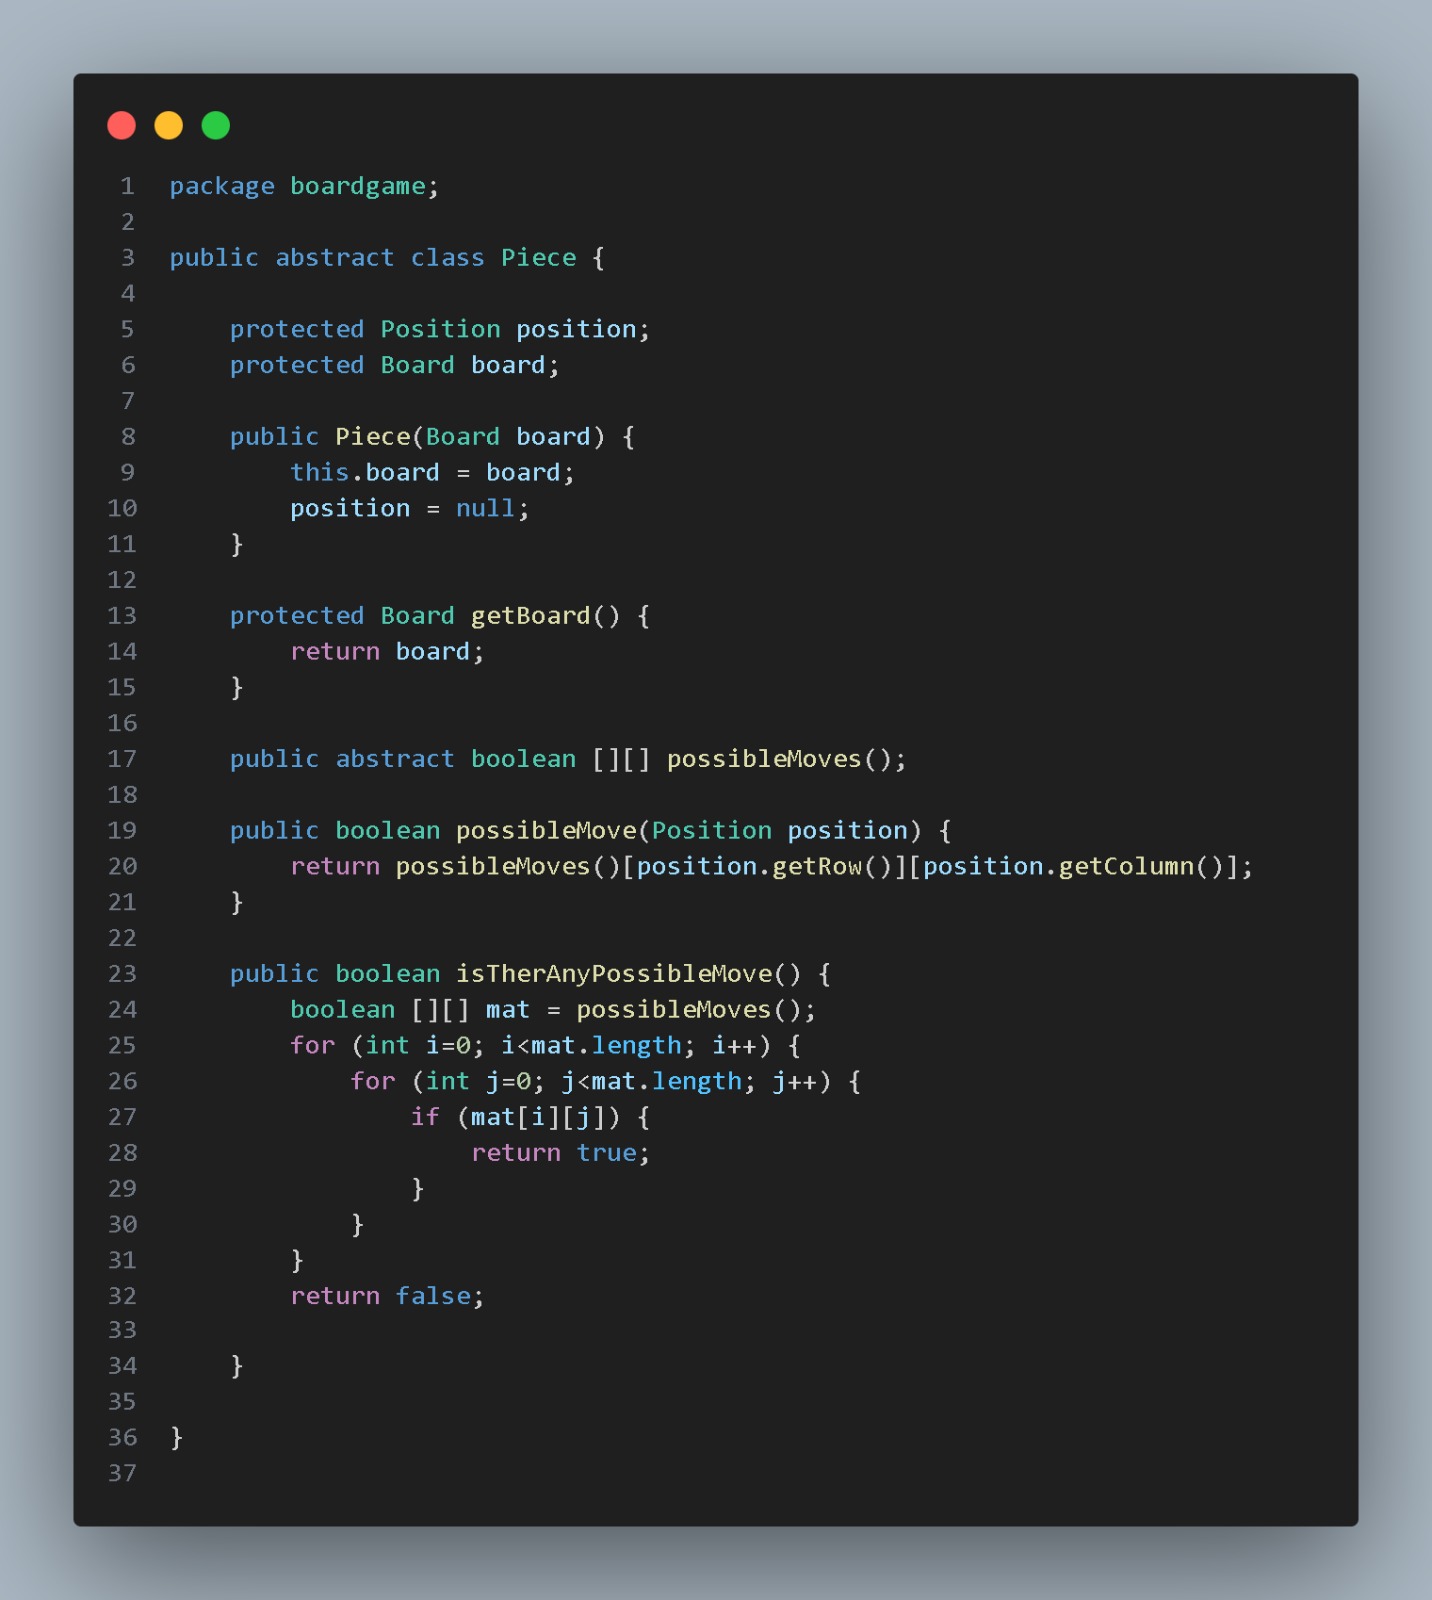 1 package boardgame;
2
3 public abstract class Piece {
4
5     protected Position position;
6     protected Board board;
7
8     public Piece(Board board) {
9         this.board = board;
10         position = null;
11     }
12
13     protected Board getBoard() {
14         return board;
15     }
16
17     public abstract boolean [][] possibleMoves();
18
19     public boolean possibleMove(Position position) {
20         return possibleMoves()[position.getRow()][position.getColumn()];
21     }
22
23     public boolean isTherAnyPossibleMove() {
24         boolean [][] mat = possibleMoves();
25         for (int i=0; i<mat.length; i++) {
26             for (int j=0; j<mat.length; j++) {
27                 if (mat[i][j]) {
28                     return true;
29                 }
30             }
31         }
32         return false;
33
34     }
35
36 }
37